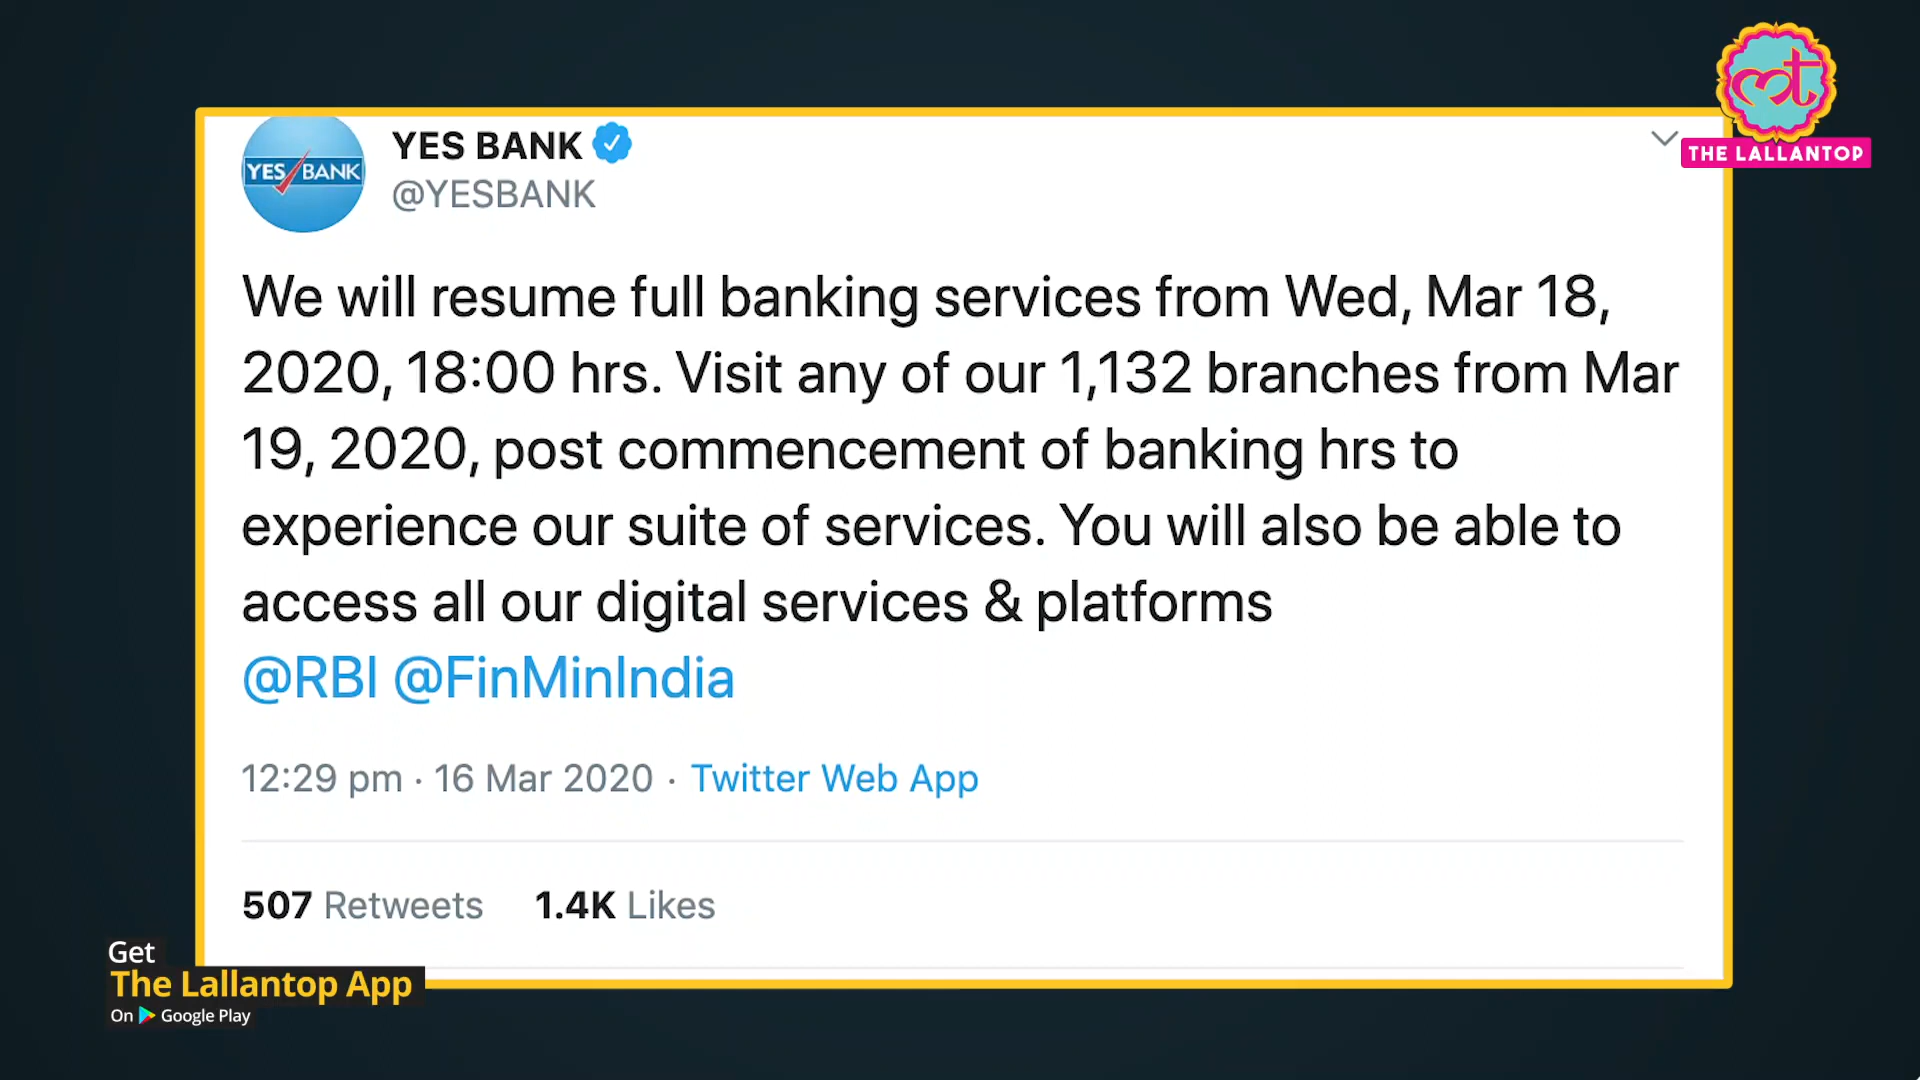 THE LALLANTOP
YES BANK
YES BANK
@YESBANK
We will resume full banking services from Wed, Mar 18,
2020, 18:00 hrs. Visit any of our 1,132 branches from Mar
19, 2020, post commencement of banking hrs to
experience our suite of services. You will also be able to
access all our digital services & platforms
@RBI @FinMinIndia
12:29 pm · 16 Mar 2020 · Twitter Web App
507 Retweets 1.4K Likes
Get
The Lallantop App
On Google Play